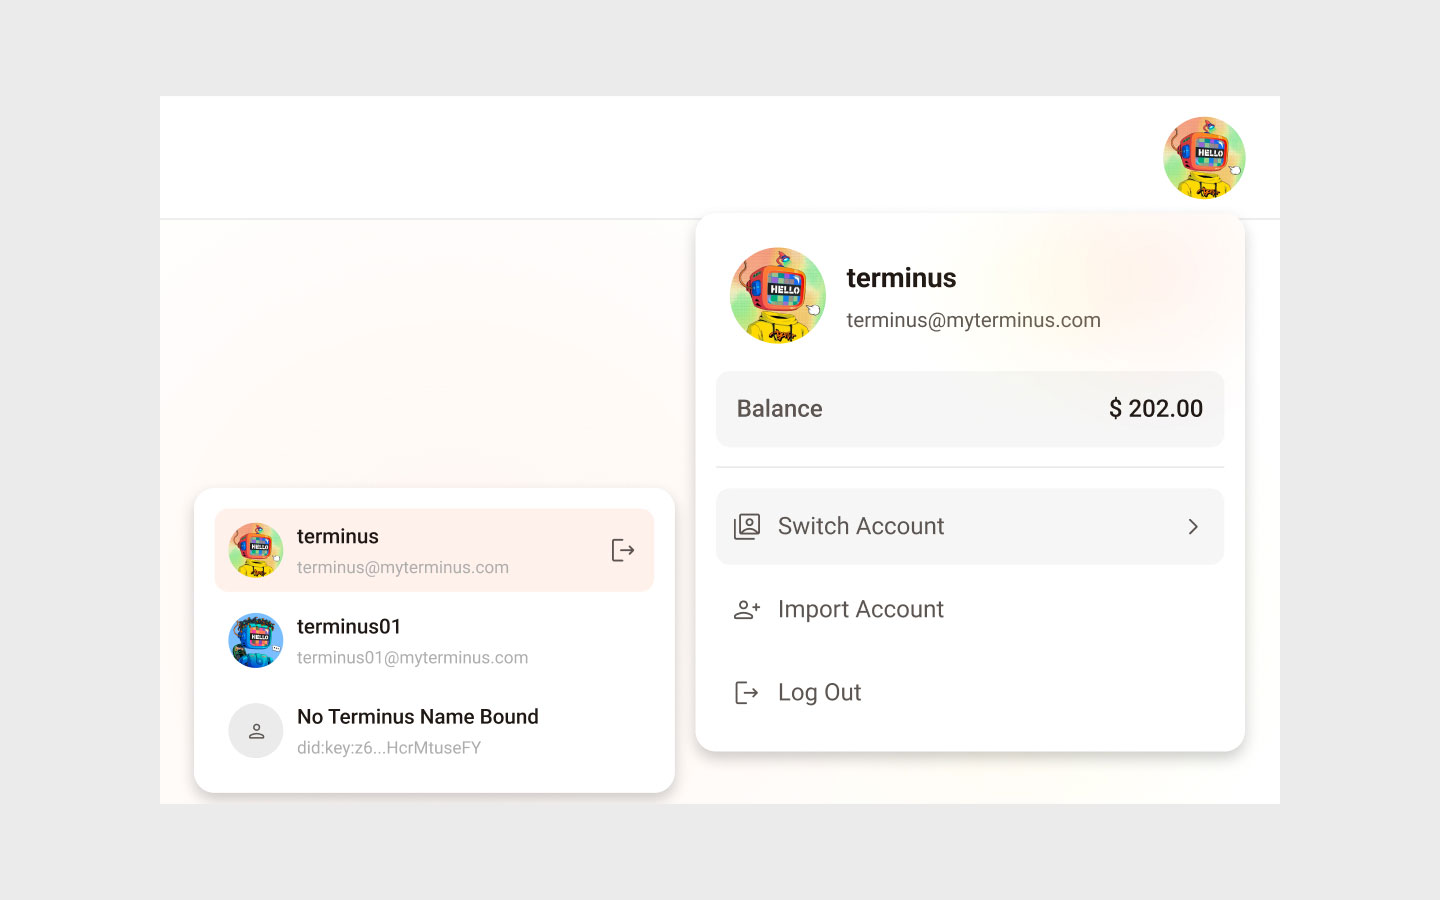 HELLO
HELLO
terminus
terminus@myterminus.com
Balance
$ 202.00
Switch Account
Import Account
Log Out
HELLO
terminus
terminus@myterminus.com
HELLO
terminus01
terminus01@myterminus.com
No Terminus Name Bound
did:key:z6...HcrMtuseFY